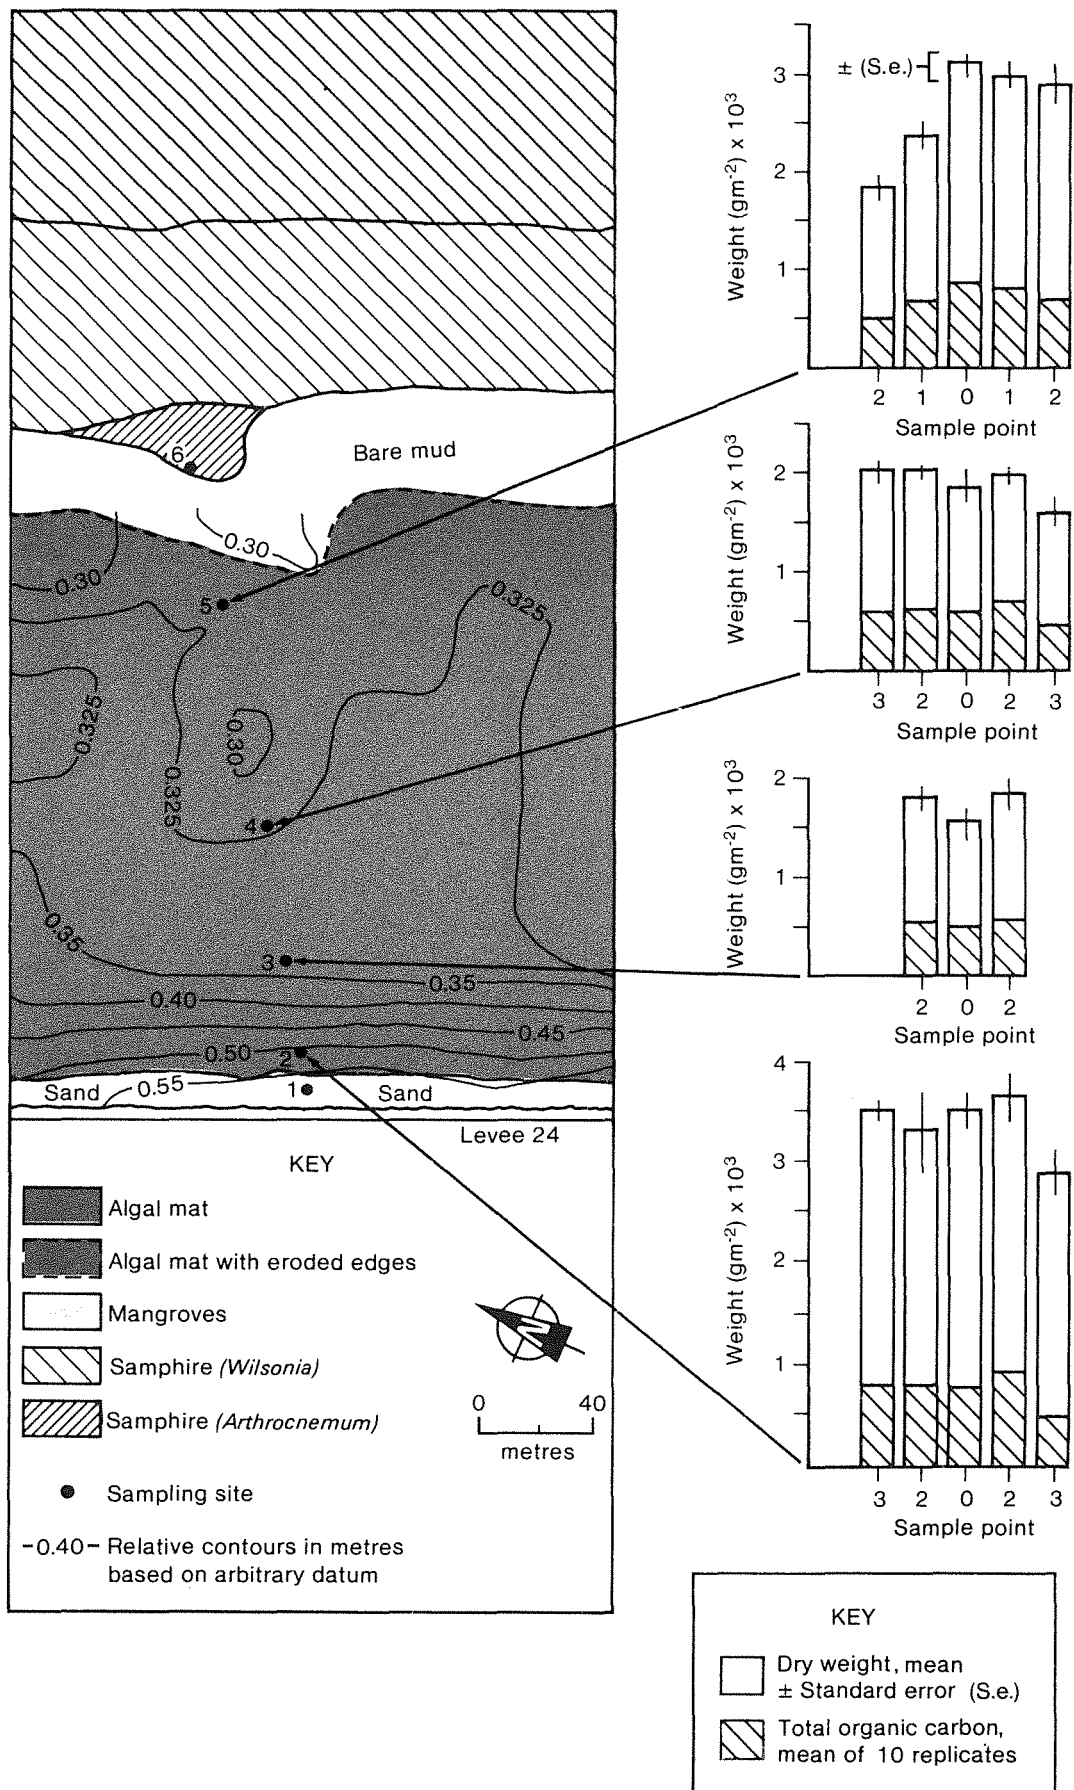 6
Bare mud
0.30
0.30
5
0.325
0.325
0.30
0.325
4
0.35
3
0.35
0.40
0.45
0.50
2
Sand
0.55
1
Sand
Levee 24
KEY
Algal mat
Algal mat with eroded edges
Mangroves
Samphire (Wilsonia)
Samphire (Arthrocnemum)
N
0 40
metres
Sampling site
-0.40- Relative contours in metres
based on arbitrary datum
Weight (gm-2) x 103
3
2
1
± (S.e.)
2 1 0 1 2
Sample point
Weight (gm-2) x 103
2
1
3 2 0 2 3
Sample point
Weight (gm-2) x 103
2
1
2 0 2
Sample point
Weight (gm-2) x 103
4
3
2
1
3 2 0 2 3
Sample point
KEY
Dry weight, mean
± Standard error (S.e.)
Total organic carbon,
mean of 10 replicates